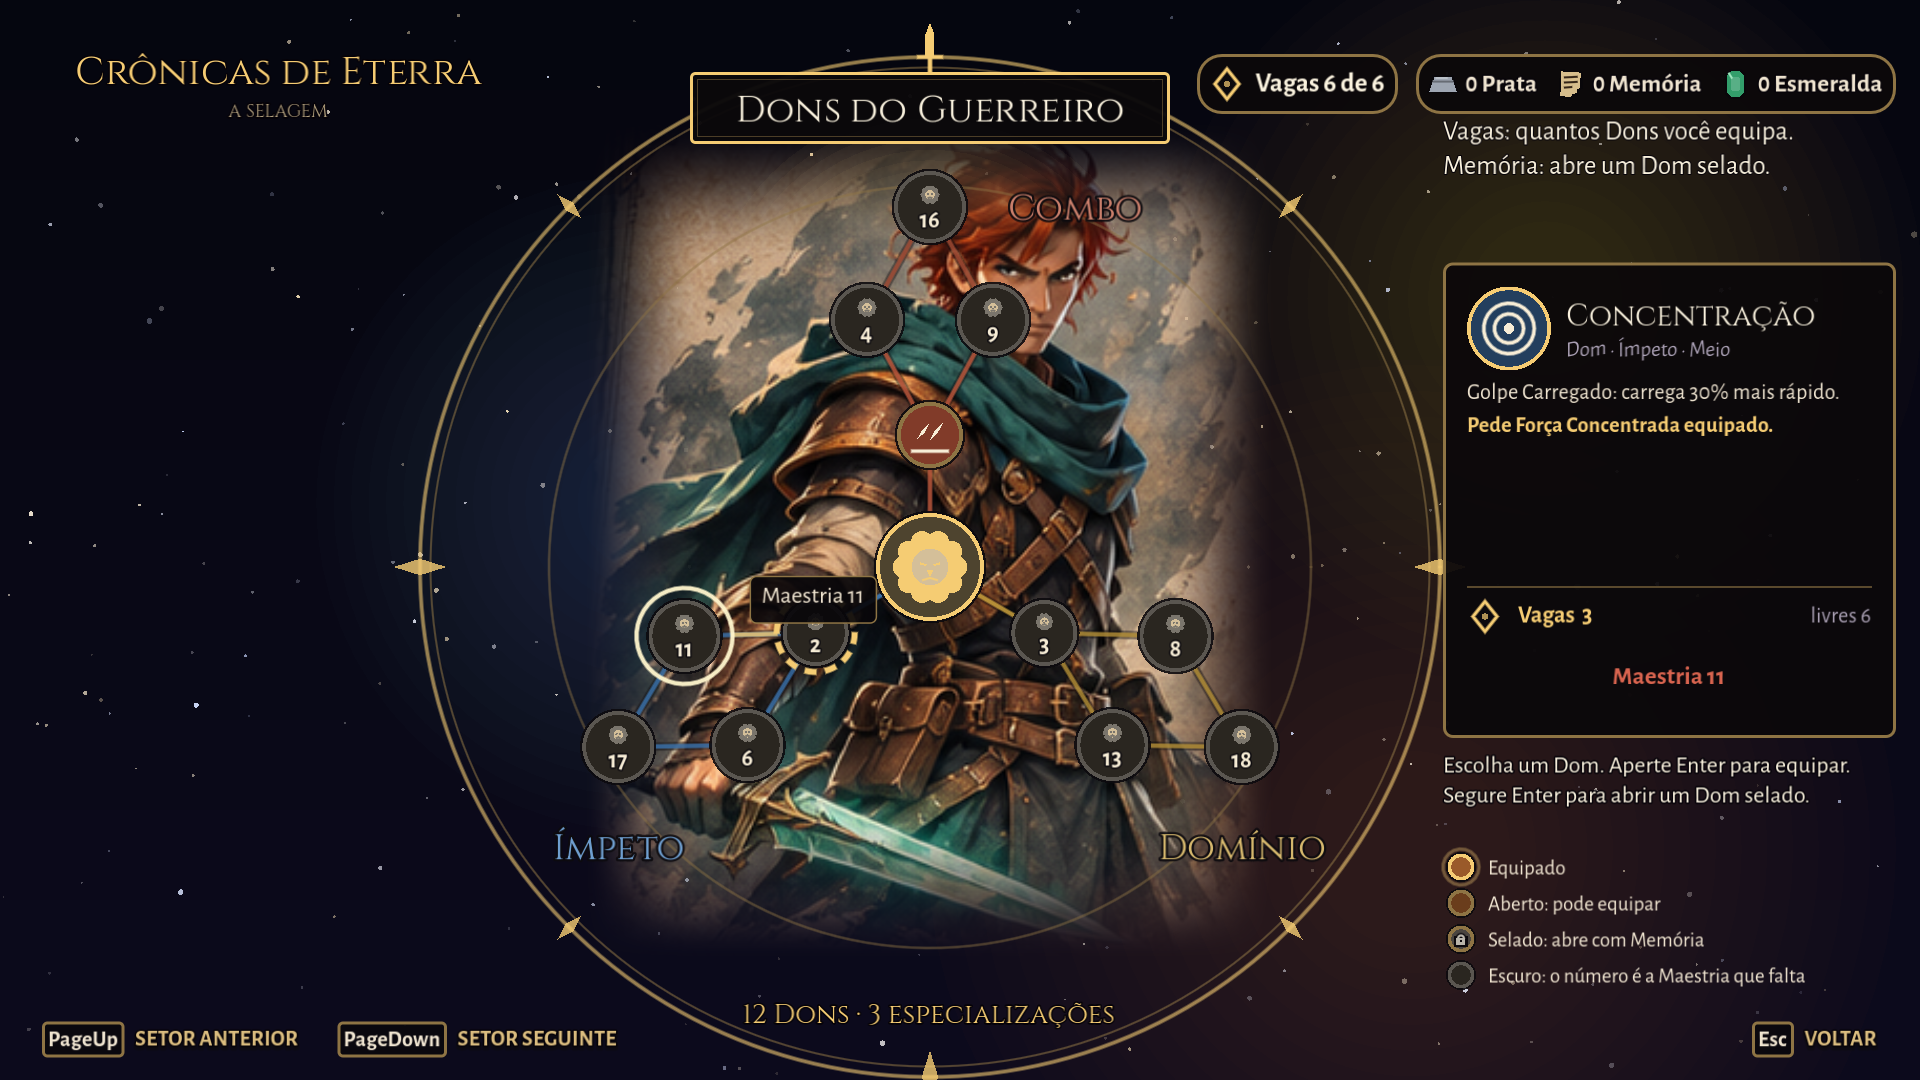 CRÔNICAS DE ETERRA
A SELAGEM
DONS DO GUERREIRO
Vagas 6 de 6
0 Prata
0 Memória
0 Esmeralda
Vagas: quantos Dons você equipa.
Memória: abre um Dom selado.
16
COMBO
4
9
Maestria 11
11
2
3
8
17
6
13
18
ÍMPETO
DOMÍNIO
CONCENTRAÇÃO
Dom · Ímpeto · Meio
Golpe Carregado: carrega 30% mais rápido.
Pede Força Concentrada equipado.
Vagas 3
livres 6
Maestria 11
Escolha um Dom. Aperte Enter para equipar.
Segure Enter para abrir um Dom selado.
Equipado
Aberto: pode equipar
Selado: abre com Memória
Escuro: o número é a Maestria que falta
12 DONS · 3 ESPECIALIZAÇÕES
PageUp SETOR ANTERIOR
PageDown SETOR SEGUINTE
Esc VOLTAR